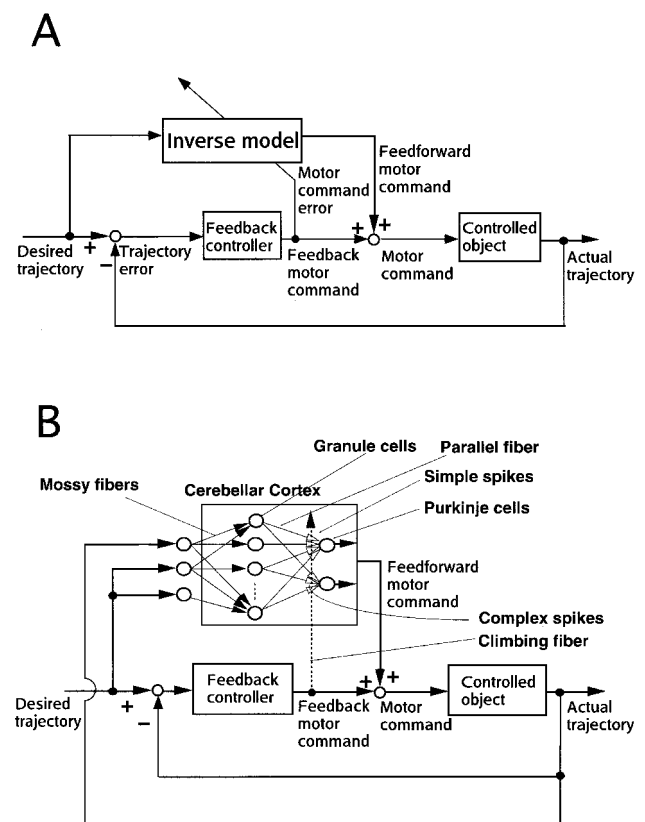 A
Inverse model
Feedforward
motor
command
Motor
command
error
+
+
Feedback
controller
Controlled
object
Desired
trajectory
+
−
Trajectory
error
Feedback
motor
command
Motor
command
Actual
trajectory
B
Granule cells
Parallel fiber
Mossy fibers
Cerebellar Cortex
Simple spikes
Purkinje cells
Feedforward
motor
command
Complex spikes
Climbing fiber
Feedback
controller
+
+
Controlled
object
Desired
trajectory
+
−
Feedback
motor
command
Motor
command
Actual
trajectory